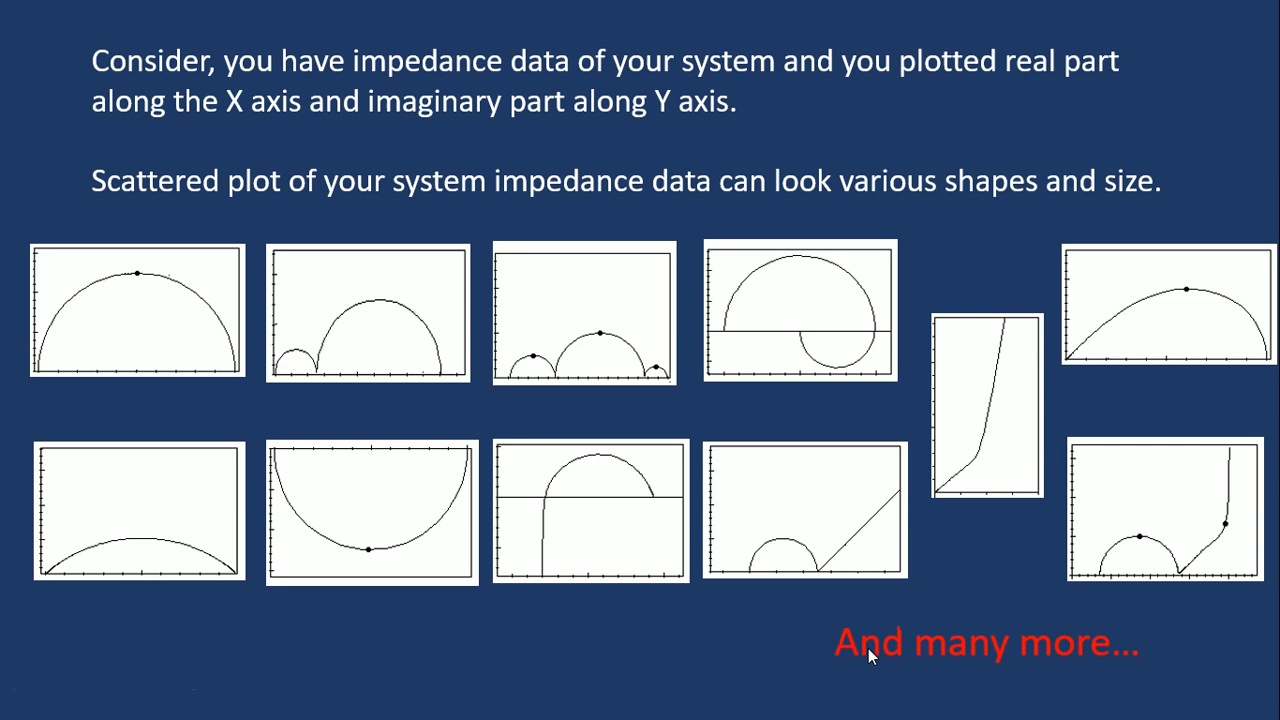 Consider, you have impedance data of your system and you plotted real part
along the X axis and imaginary part along Y axis.
Scattered plot of your system impedance data can look various shapes and size.
And many more...